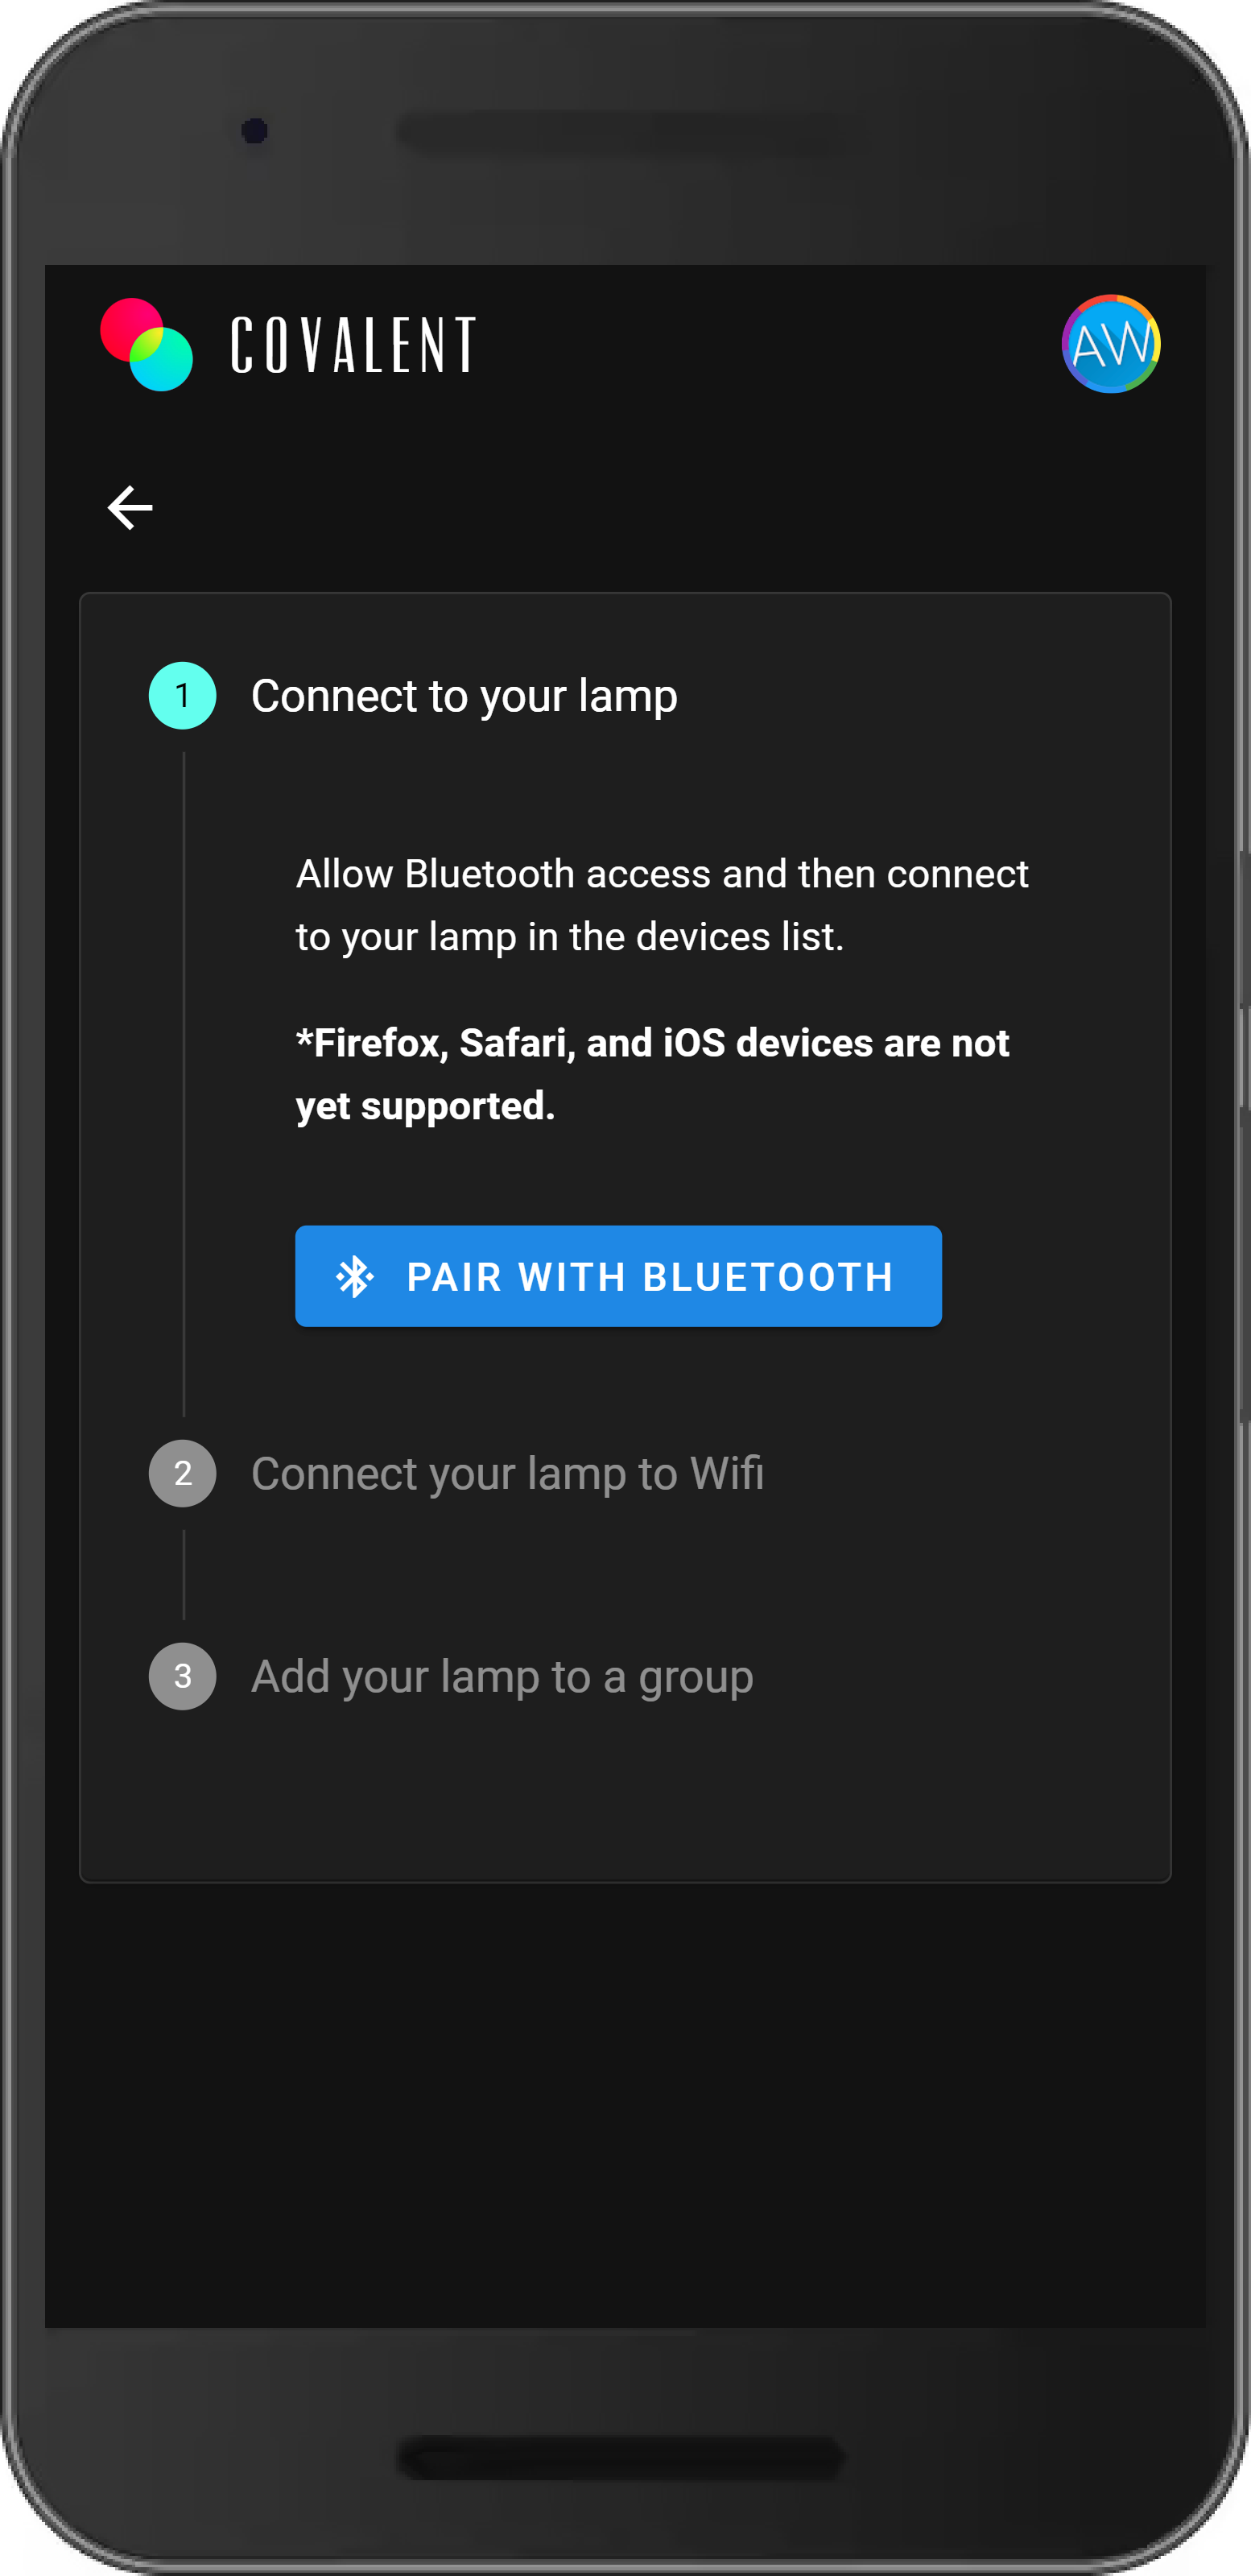 COVALENT
AW
1 Connect to your lamp
Allow Bluetooth access and then connect
to your lamp in the devices list.
*Firefox, Safari, and iOS devices are not
yet supported.
PAIR WITH BLUETOOTH
2 Connect your lamp to Wifi
3 Add your lamp to a group